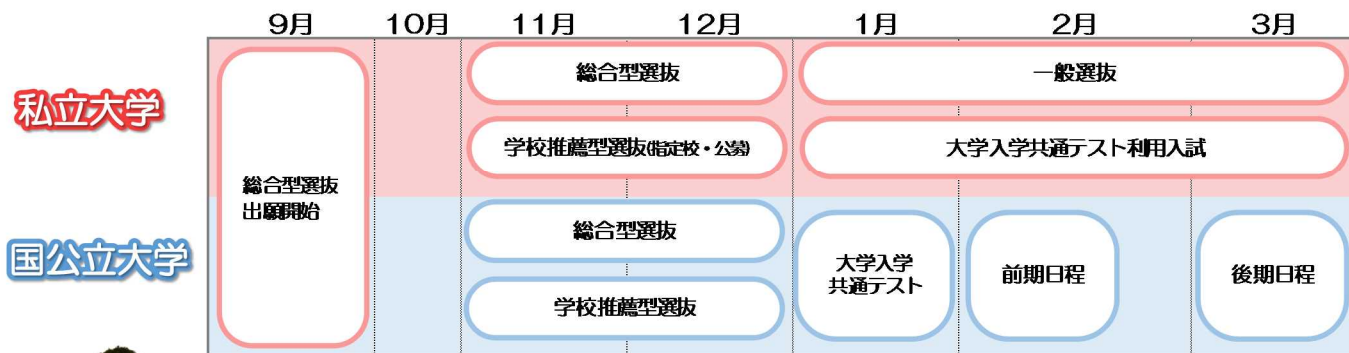 9月 10月 11月 12月 1月 2月 3月
私立大学
総合型選抜
一般選抜
学校推薦型選抜(指定校・公募)
大学入学共通テスト利用入試
総合型選抜
出願開始
国公立大学
総合型選抜
学校推薦型選抜
大学入学
共通テスト
前期日程
後期日程